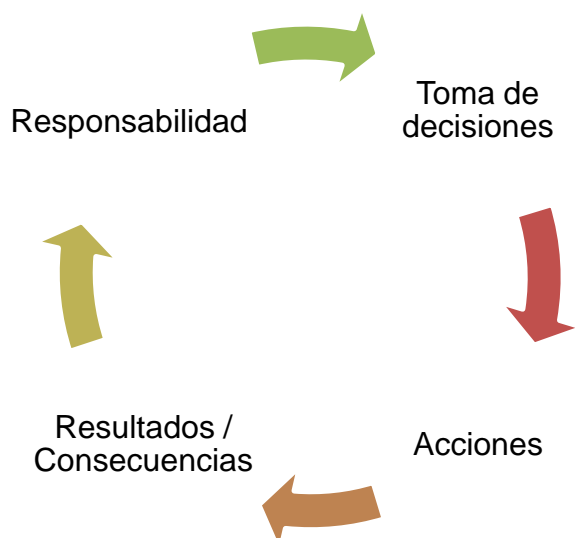 Responsabilidad
Toma de
decisiones
Acciones
Resultados /
Consecuencias